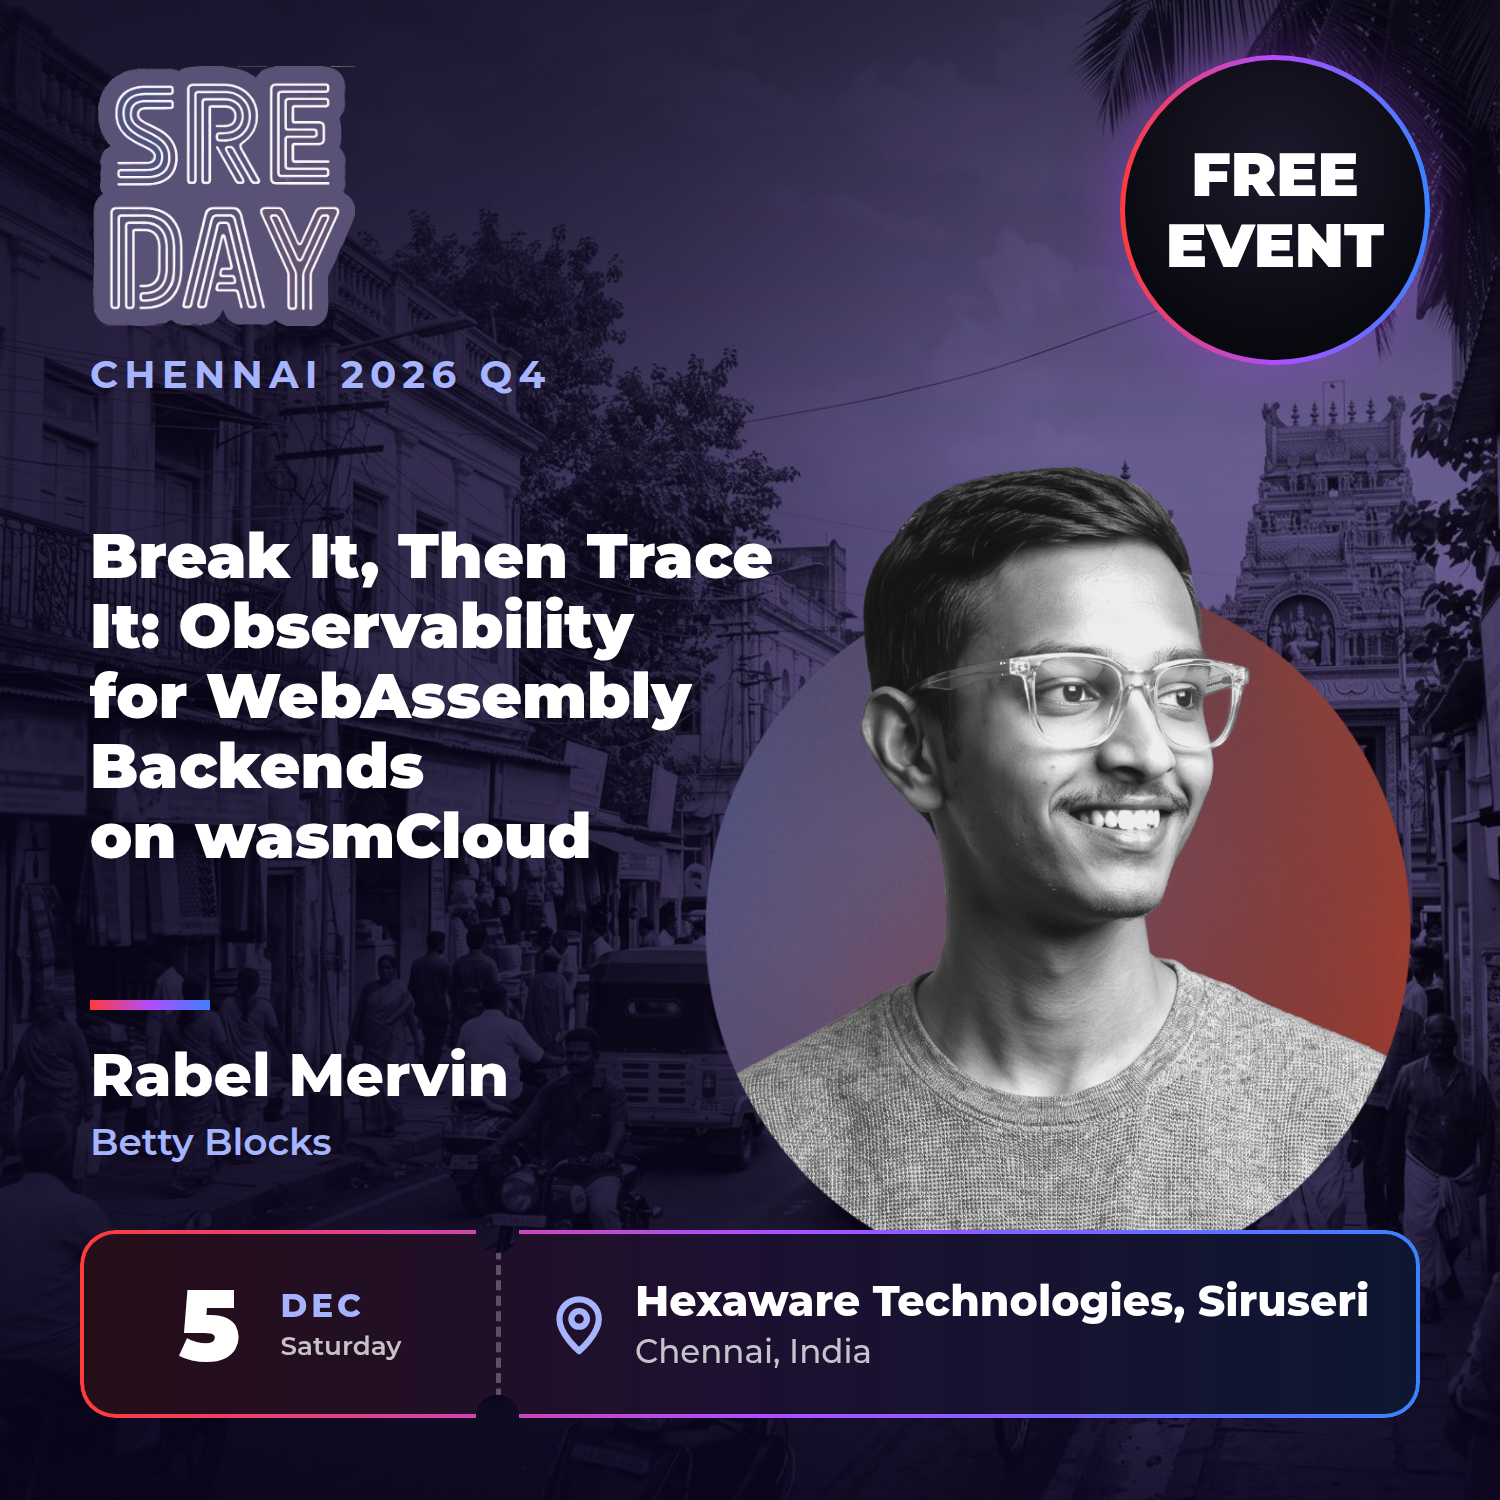 SRE
DAY
CHENNAI 2026 Q4
FREE
EVENT
Break It, Then Trace
It: Observability
for WebAssembly
Backends
on wasmCloud
Rabel Mervin
Betty Blocks
5
DEC
Saturday
Hexaware Technologies, Siruseri
Chennai, India